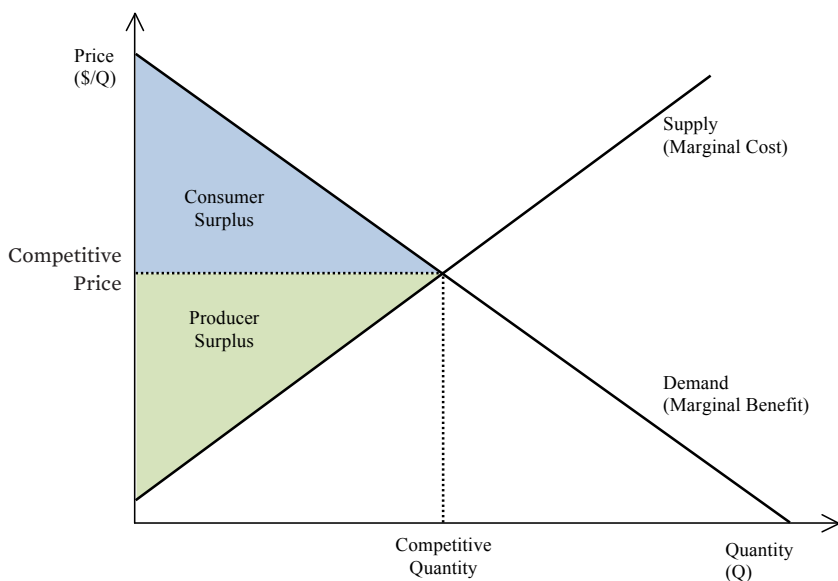 Price
($/Q)
Supply
(Marginal Cost)
Consumer
Surplus
Competitive
Price
Producer
Surplus
Demand
(Marginal Benefit)
Competitive
Quantity
Quantity
(Q)